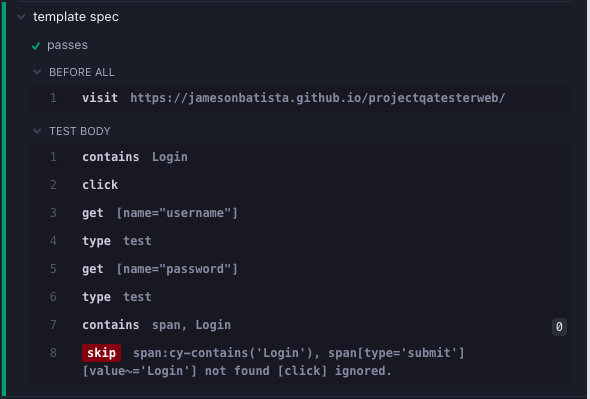 template spec
passes
BEFORE ALL
1 visit https://jamesonbatista.github.io/projectqatesterweb/
TEST BODY
1 contains Login
2 click
3 get [name="username"]
4 type test
5 get [name="password"]
6 type test
7 contains span, Login 0
8 skip span:cy-contains('Login'), span[type='submit']
[value~='Login'] not found [click] ignored.